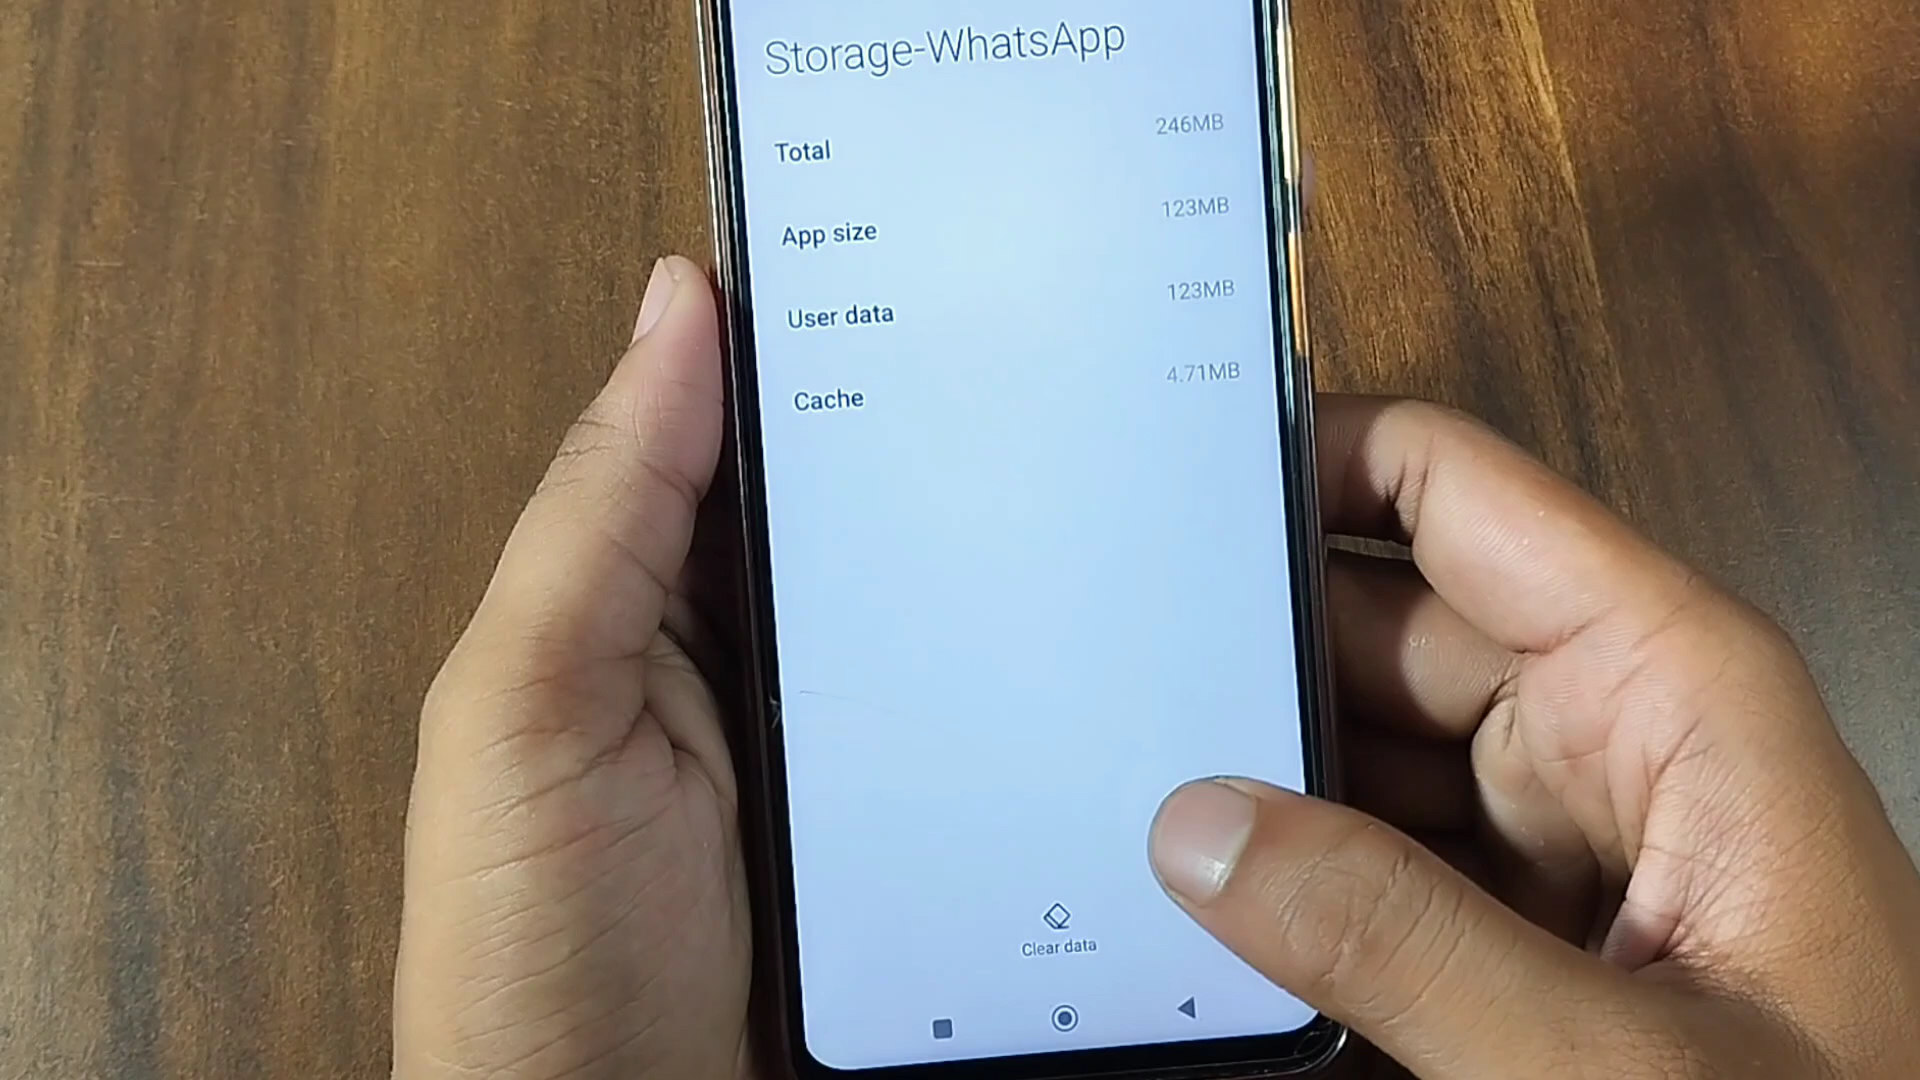 Storage-WhatsApp
Total 246MB
App size 123MB
User data 123MB
Cache 4.71MB
Clear data